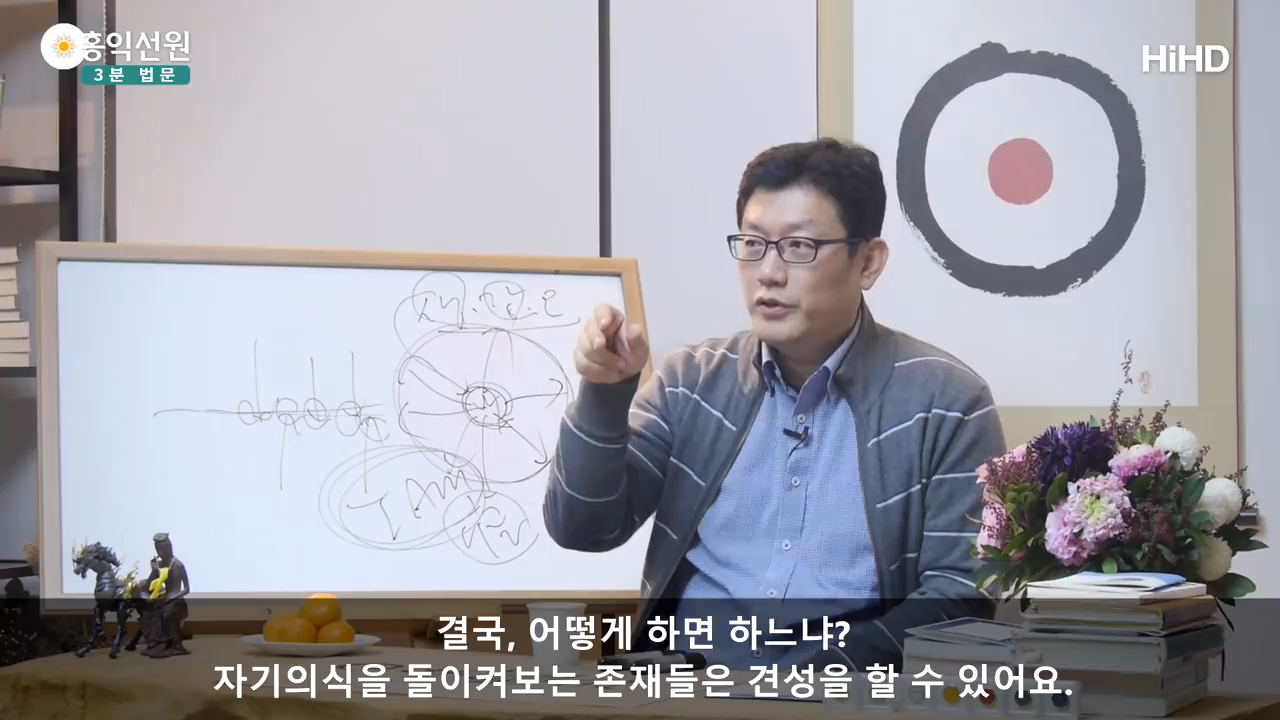 홍익선원
3분 법문
HiHD
I AM
결국, 어떻게 하면 하느냐?
자기의식을 돌이켜보는 존재들은 견성을 할 수 있어요.